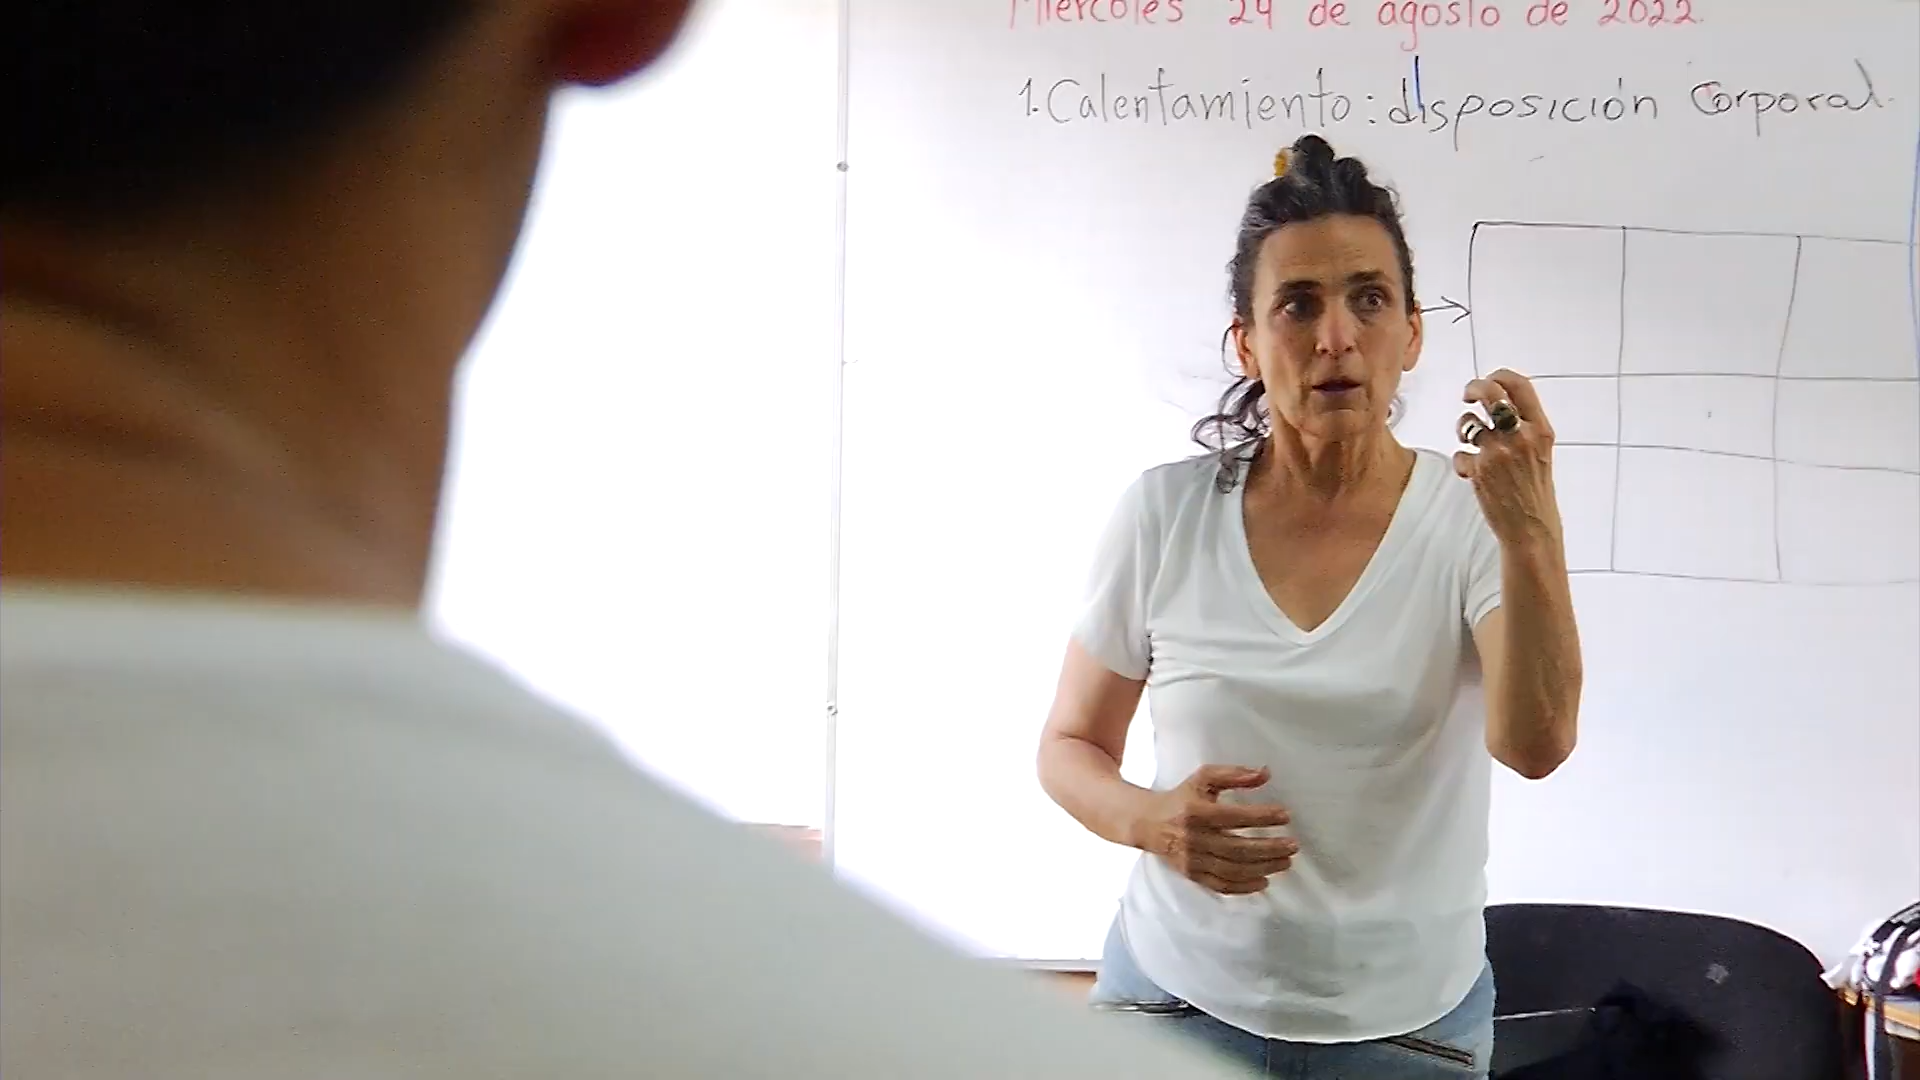 Miércoles 24 de agosto de 2022.
1. Calentamiento: disposición Corporal.